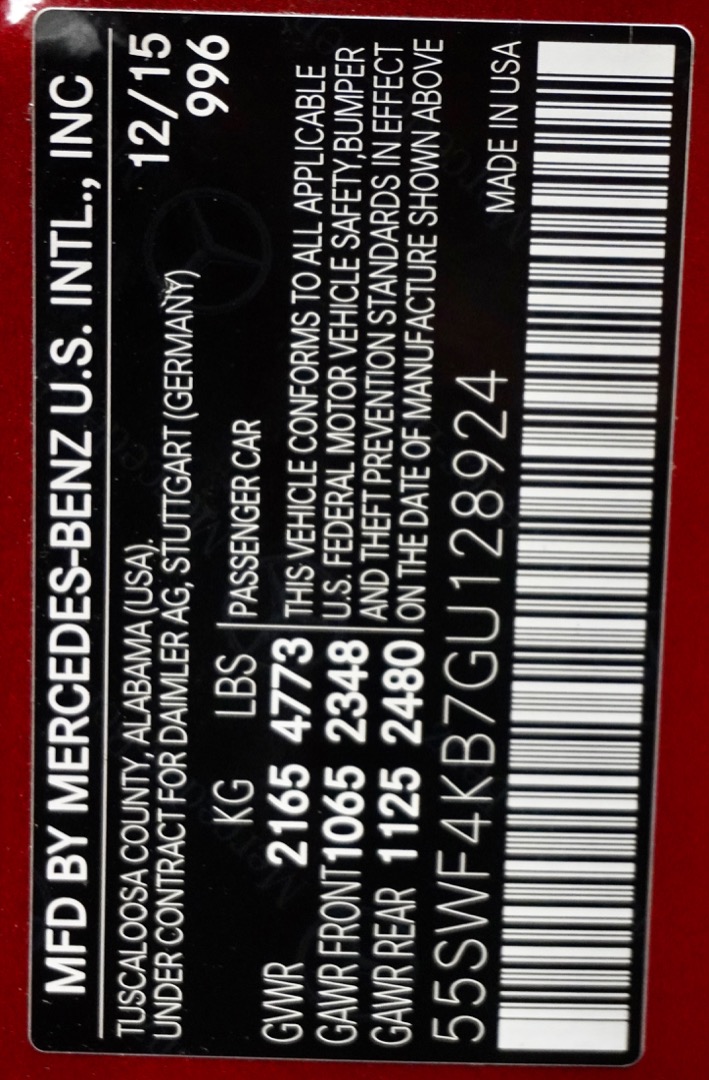 MFD BY MERCEDES-BENZ U.S. INTL., INC
TUSCALOOSA COUNTY, ALABAMA (USA). 12/15
UNDER CONTRACT FOR DAIMLER AG, STUTTGART (GERMANY) 996
KG LBS PASSENGER CAR
GVWR 2165 4773 THIS VEHICLE CONFORMS TO ALL APPLICABLE
GAWR FRONT 1065 2348 U.S. FEDERAL MOTOR VEHICLE SAFETY,BUMPER
AND THEFT PREVENTION STANDARDS IN EFFECT
GAWR REAR 1125 2480 ON THE DATE OF MANUFACTURE SHOWN ABOVE
55SWF4KB7GU128924 MADE IN USA